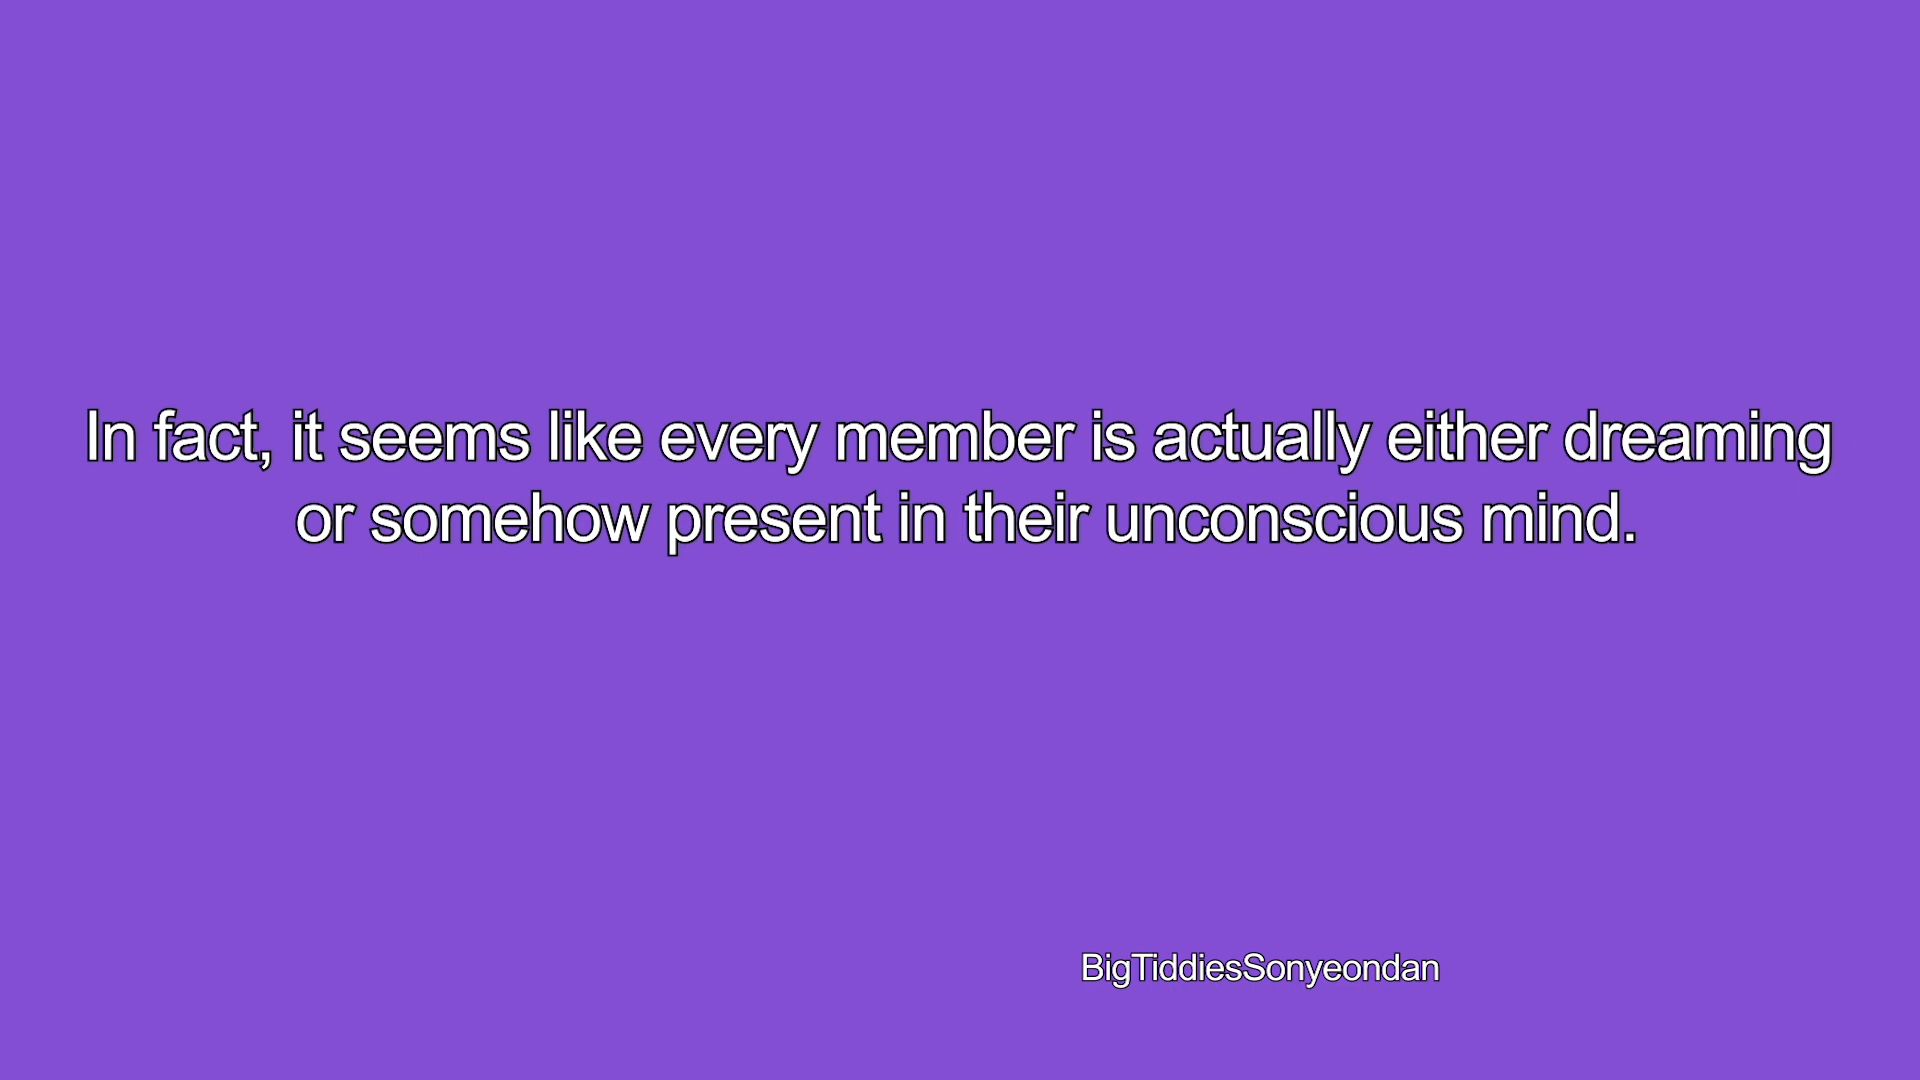 In fact, it seems like every member is actually either dreaming
or somehow present in their unconscious mind.
BigTiddiesSonyeondan